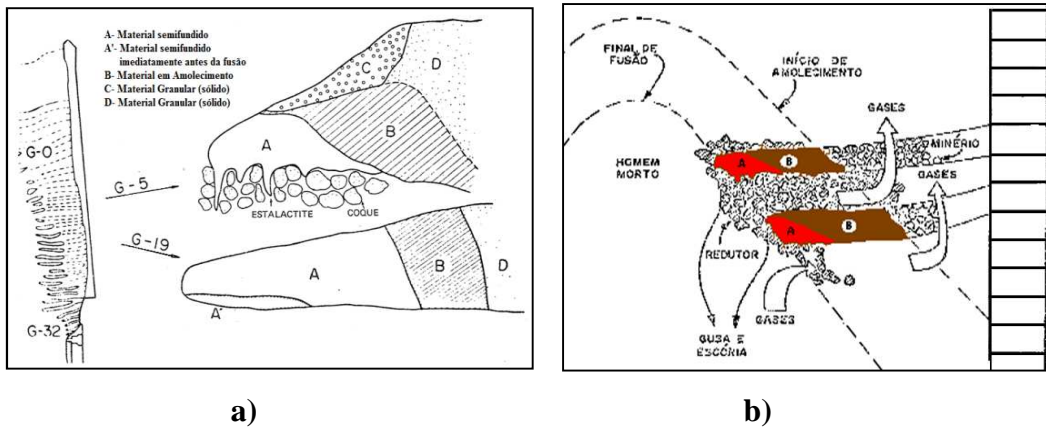 A- Material semifundido
A'- Material semifundido
imediatamente antes da fusão
B- Material em Amolecimento
C- Material Granular (sólido)
D- Material Granular (sólido)
G-0
G-5
G-19
G-32
C
D
B
A
ESTALACTITE
COQUE
A
B
D
A'
a)
FINAL DE
FUSÃO
INÍCIO DE
AMOLECIMENTO
GASES
MINÉRIO
GASES
HOMEM
MORTO
A
B
A
B
REDUTOR
GASES
GUSA E
ESCÓRIA
b)